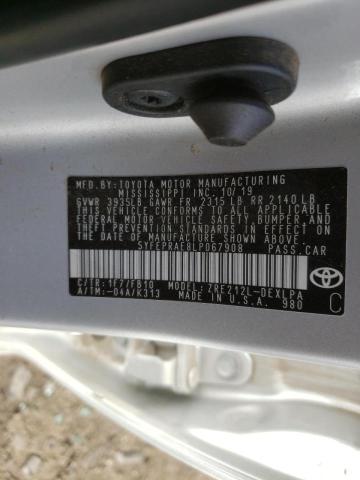 MFD.BY:TOYOTA MOTOR MANUFACTURING
MISSISSIPPI INC. 10/19
GVWR 3935LB GAWR FR 2315LB RR 2140LB
THIS VEHICLE CONFORMS TO ALL APPLICABLE
FEDERAL MOTOR VEHICLE SAFETY,BUMPER,AND
THEFT PREVENTION STANDARDS IN EFFECT ON
THE DATE OF MANUFACTURE SHOWN ABOVE.
5YFEPRAE8LP067908 PASS.CAR
C/TR:1F7/FB10 MODEL:ZRE212L-DEXLPA
A/TM:-04A/K313 MADE IN U.S.A. 980
TOYOTA
C